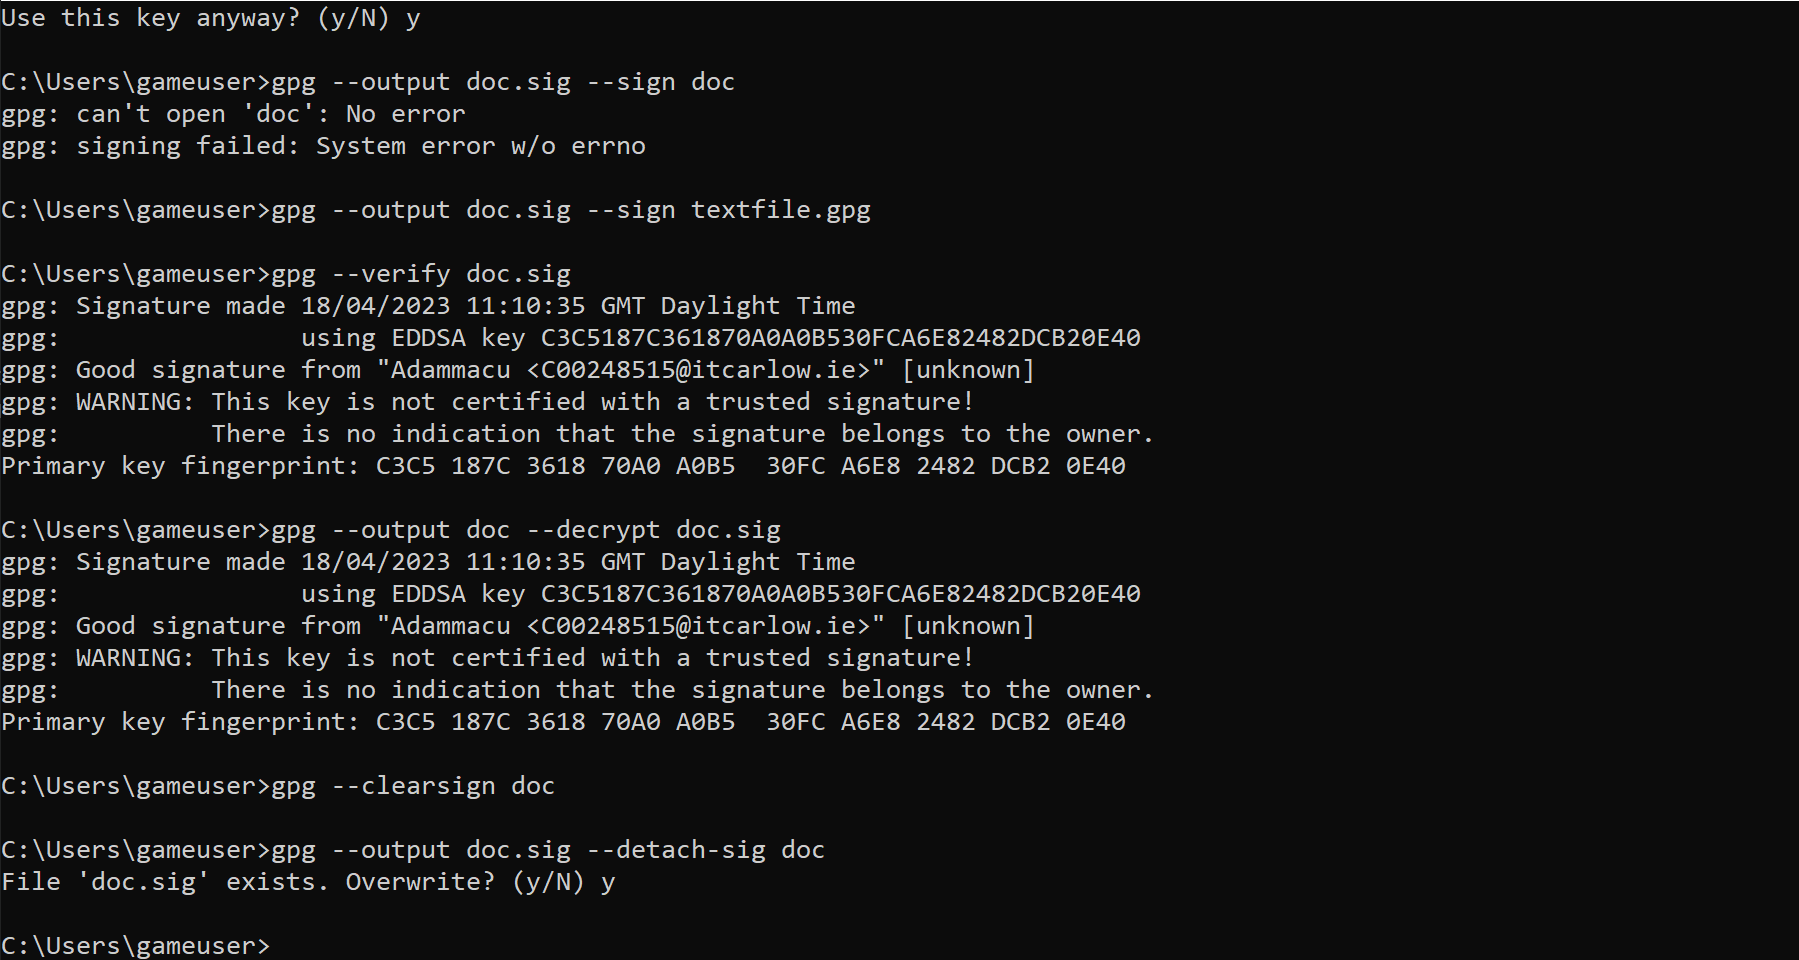 Use this key anyway? (y/N) y
C:\Users\gameuser>gpg --output doc.sig --sign doc
gpg: can't open 'doc': No error
gpg: signing failed: System error w/o errno
C:\Users\gameuser>gpg --output doc.sig --sign textfile.gpg
C:\Users\gameuser>gpg --verify doc.sig
gpg: Signature made 18/04/2023 11:10:35 GMT Daylight Time
gpg:                using EDDSA key C3C5187C361870A0A0B530FCA6E82482DCB20E40
gpg: Good signature from "Adammacu <C00248515@itcarlow.ie>" [unknown]
gpg: WARNING: This key is not certified with a trusted signature!
gpg:          There is no indication that the signature belongs to the owner.
Primary key fingerprint: C3C5 187C 3618 70A0 A0B5  30FC A6E8 2482 DCB2 0E40
C:\Users\gameuser>gpg --output doc --decrypt doc.sig
gpg: Signature made 18/04/2023 11:10:35 GMT Daylight Time
gpg:                using EDDSA key C3C5187C361870A0A0B530FCA6E82482DCB20E40
gpg: Good signature from "Adammacu <C00248515@itcarlow.ie>" [unknown]
gpg: WARNING: This key is not certified with a trusted signature!
gpg:          There is no indication that the signature belongs to the owner.
Primary key fingerprint: C3C5 187C 3618 70A0 A0B5  30FC A6E8 2482 DCB2 0E40
C:\Users\gameuser>gpg --clearsign doc
C:\Users\gameuser>gpg --output doc.sig --detach-sig doc
File 'doc.sig' exists. Overwrite? (y/N) y
C:\Users\gameuser>